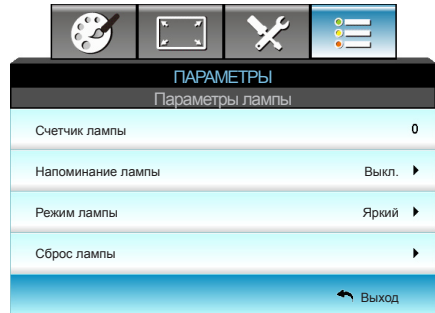 ПАРАМЕТРЫ
Параметры лампы
Счетчик лампы 0
Напоминание лампы Выкл.
Режим лампы Яркий
Сброс лампы
Выход